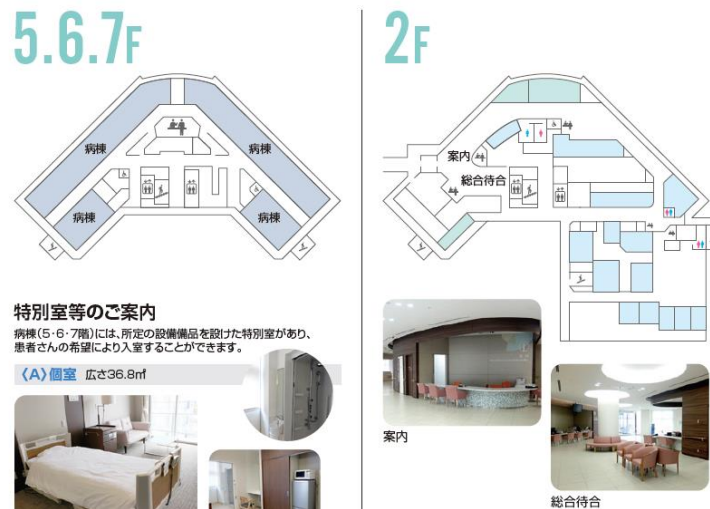 5.6.7F
病棟
病棟
病棟
病棟
特別室等のご案内
病棟(5・6・7階)には、所定の設備備品を設けた特別室があり、
患者さんの希望により入室することができます。
〈A〉個室 広さ36.8㎡
2F
案内
総合待合
案内
総合待合